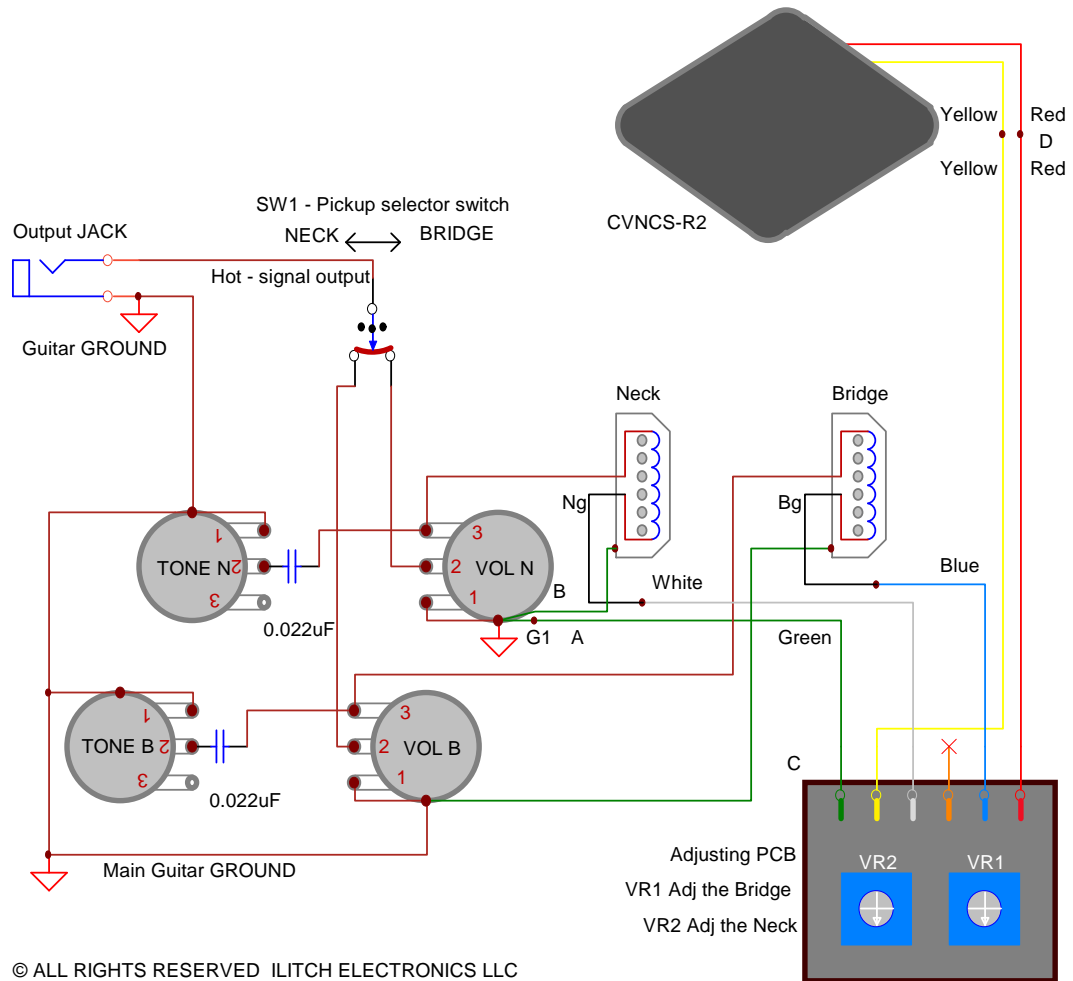 Yellow Red
D
Yellow Red
CVNCS-R2
SW1 - Pickup selector switch
NECK BRIDGE
Output JACK
Hot - signal output
Guitar GROUND
Neck
Bridge
Ng
Bg
1
TONE N 2
3
0.022uF
3
2 VOL N
1
B
G1 A
White
Blue
Green
1
TONE B 2
3
0.022uF
3
2 VOL B
1
Main Guitar GROUND
C
Adjusting PCB
VR1 Adj the Bridge
VR2 Adj the Neck
VR2 VR1
© ALL RIGHTS RESERVED ILITCH ELECTRONICS LLC